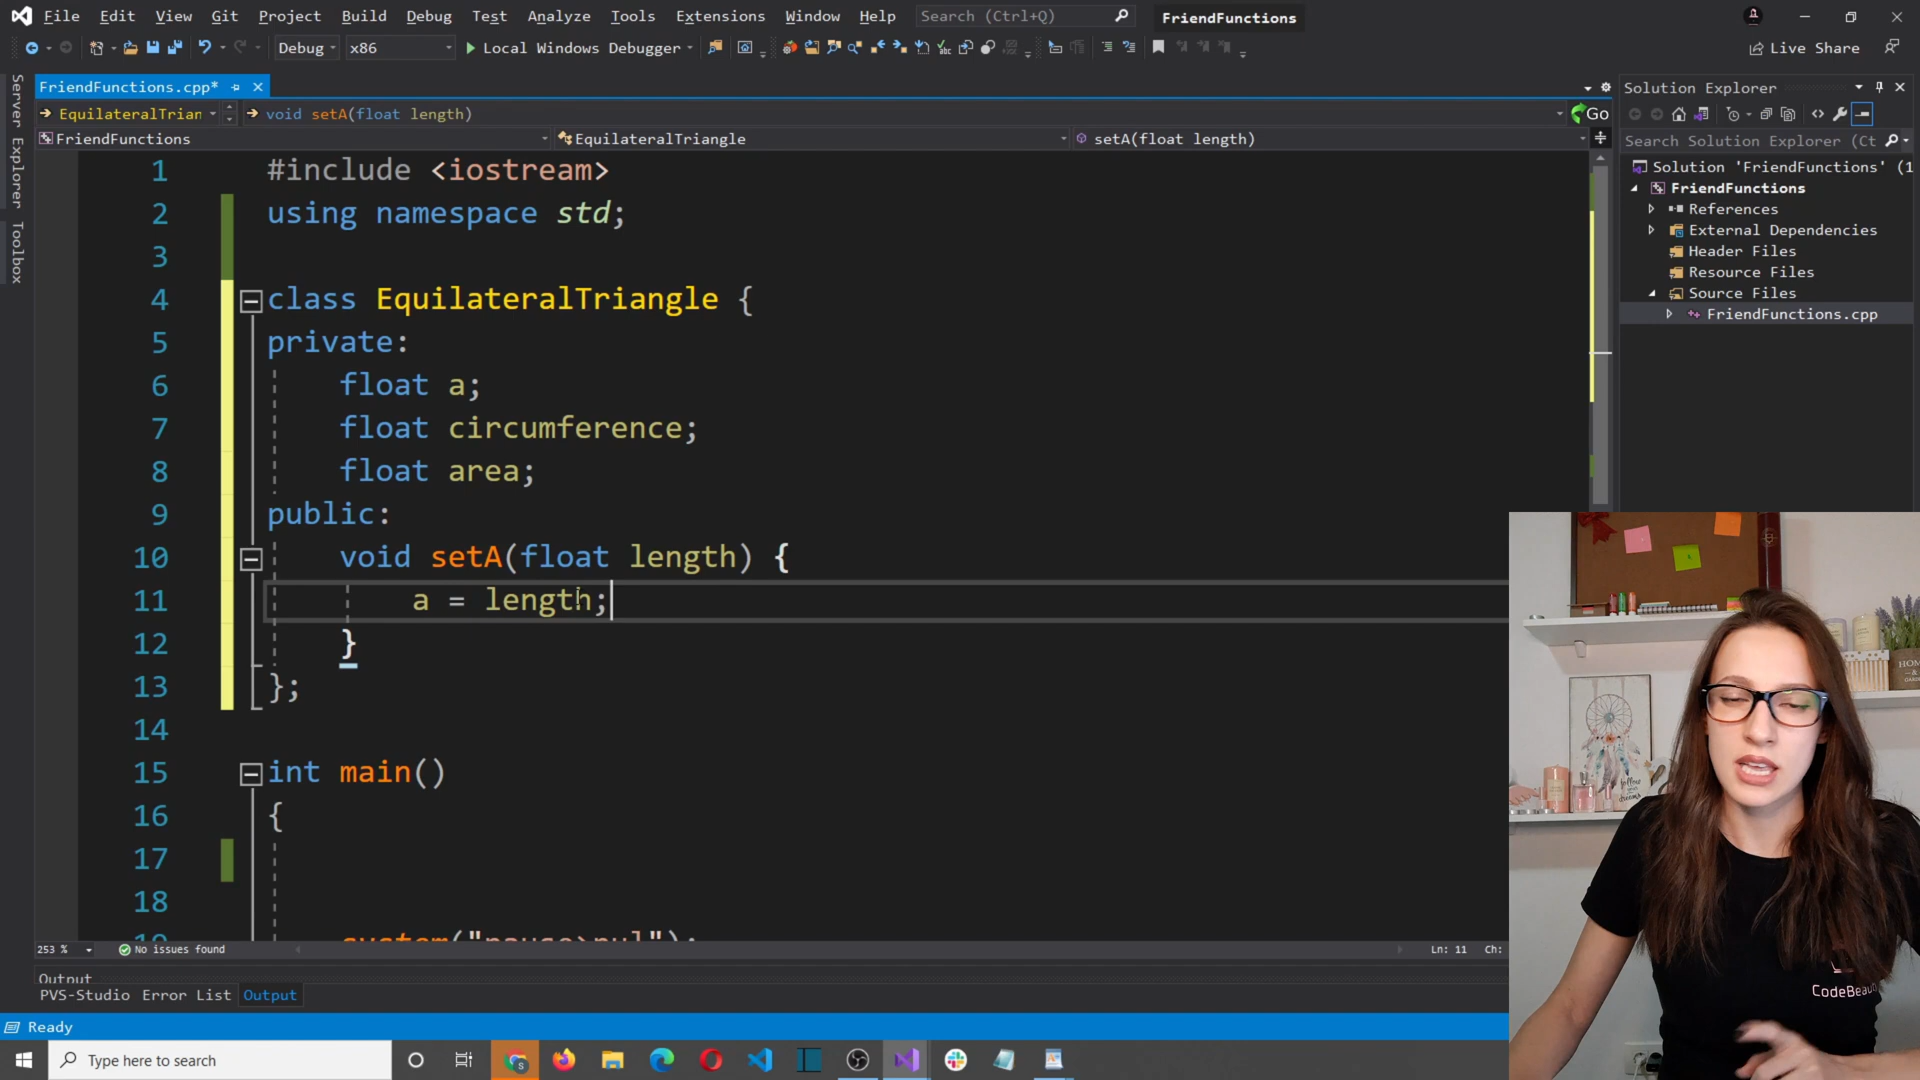 File Edit View Git Project Build Debug Test Analyze Tools Extensions Window Help Search (Ctrl+Q) FriendFunctions
Debug x86 Local Windows Debugger Live Share
Server Explorer
Toolbox
FriendFunctions.cpp*
EquilateralTrian void setA(float length) Go
FriendFunctions EquilateralTriangle setA(float length)
1 #include <iostream>
2 using namespace std;
3
4 class EquilateralTriangle {
5 private:
6 float a;
7 float circumference;
8 float area;
9 public:
10 void setA(float length) {
11 a = length;
12 }
13 };
14
15 int main()
16 {
17
18
19 system("pause>nul");
253 % No issues found Ln: 11 Ch:
Output
PVS-Studio Error List Output
Ready
Type here to search
Solution Explorer
Search Solution Explorer (Ct
Solution 'FriendFunctions' (1
FriendFunctions
References
External Dependencies
Header Files
Resource Files
Source Files
FriendFunctions.cpp
HOM
follow
your
dreams
CodeBeau